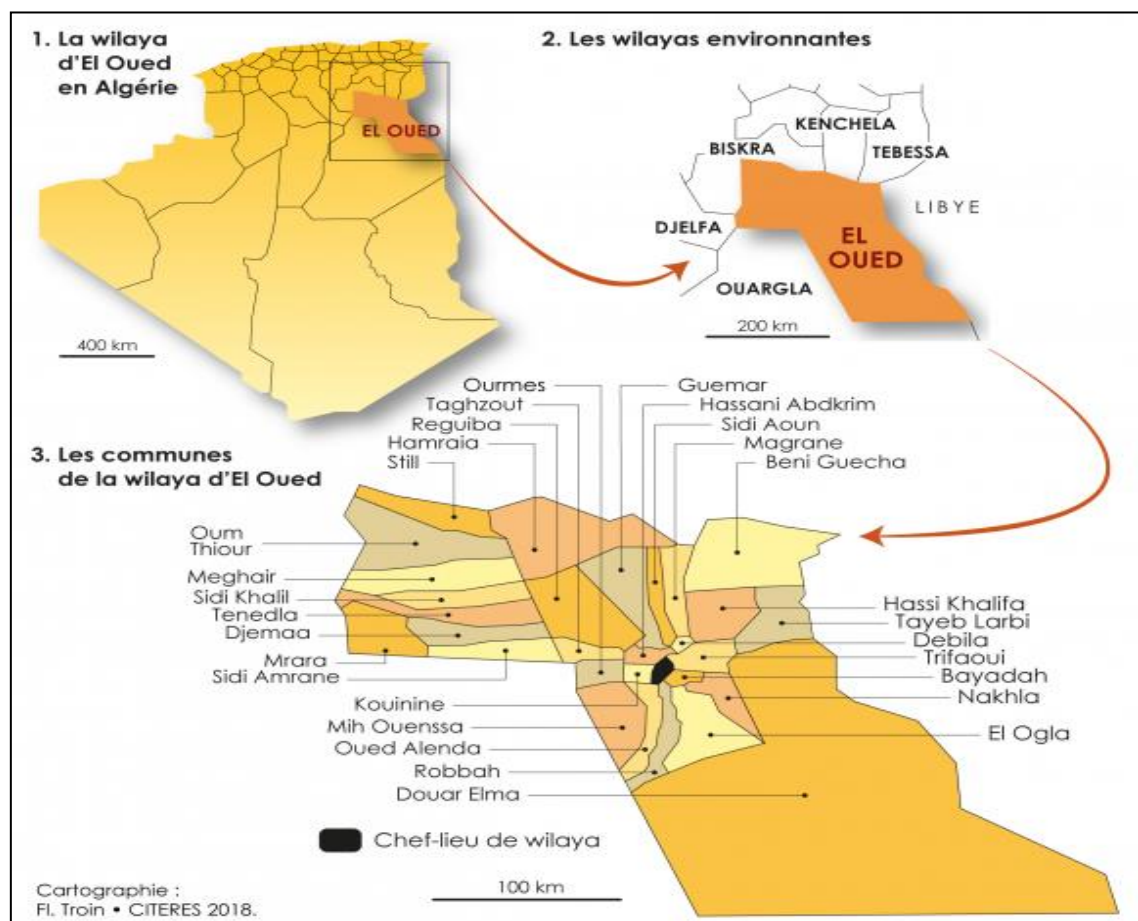 1. La wilaya
d'El Oued
en Algérie
EL OUED
400 km
2. Les wilayas environnantes
KENCHELA
BISKRA
TEBESSA
LIBYE
DJELFA
EL
OUED
OUARGLA
200 km
3. Les communes
de la wilaya d'El Oued
Ourmes
Taghzout
Reguiba
Hamraia
Still
Guemar
Hassani Abdkrim
Sidi Aoun
Magrane
Beni Guecha
Oum
Thiour
Meghair
Sidi Khalil
Tenedla
Djemaa
Mrara
Sidi Amrane
Hassi Khalifa
Tayeb Larbi
Debila
Trifaoui
Bayadah
Nakhla
El Ogla
Kouinine
Mih Ouenssa
Oued Alenda
Robbah
Douar Elma
Chef-lieu de wilaya
100 km
Cartographie :
Fl. Troin • CITERES 2018.